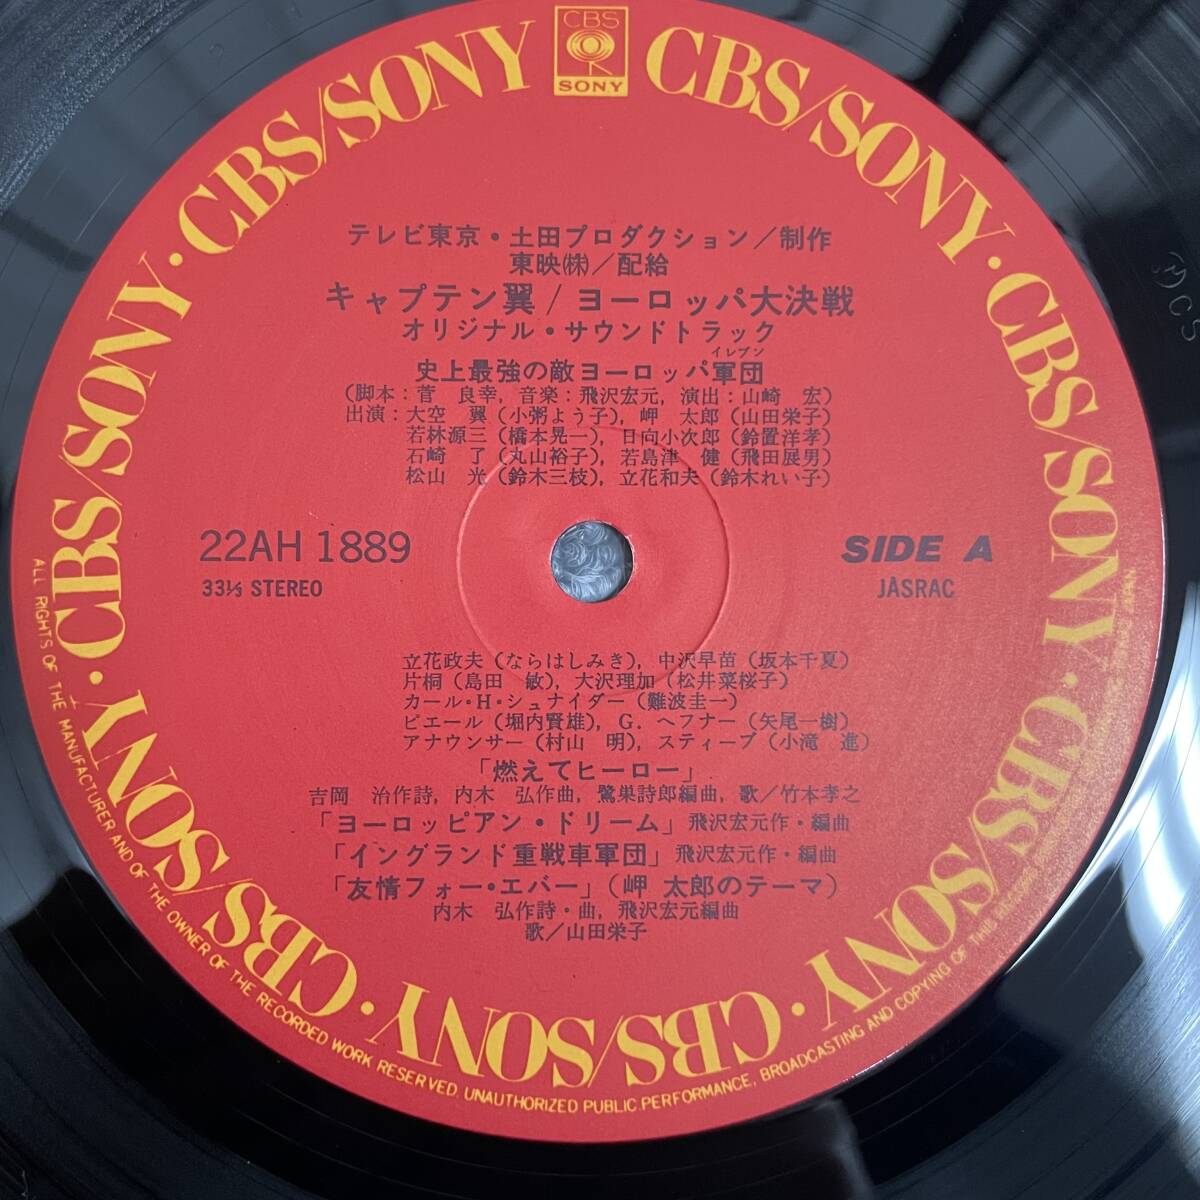 CBS
SONY
CBS/SONY・CBS/SONY・CBS/SONY・CBS/SONY・CBS/SONY・CBS/SONY・CBS/SONY・CBS/SONY
テレビ東京・土田プロダクション／制作
東映㈱／配給
キャプテン翼／ヨーロッパ大決戦
オリジナル・サウンドトラック
イレブン
史上最強の敵ヨーロッパ軍団
(脚本：菅 良幸，音楽：飛沢宏元，演出：山崎 宏)
出演：大空 翼(小粥よう子)，岬 太郎(山田栄子)
若林源三(橋本晃一)，日向小次郎(鈴置洋孝)
石崎 了(丸山裕子)，若島津 健(飛田展男)
松山 光(鈴木三枝)，立花和夫(鈴木れい子)
22AH 1889
33⅓ STEREO
SIDE A
JASRAC
立花政夫(ならはしみき)，中沢早苗(坂本千夏)
片桐(島田 敏)，大沢理加(松井菜桜子)
カール・H・シュナイダー(難波圭一)
ピエール(堀内賢雄)，G．ヘフナー(矢尾一樹)
アナウンサー(村山 明)，スティーブ(小滝 進)
「燃えてヒーロー」
吉岡 治作詩，内木 弘作曲，鷺巣詩郎編曲，歌／竹本孝之
「ヨーロッピアン・ドリーム」飛沢宏元作・編曲
「イングランド重戦車軍団」飛沢宏元作・編曲
「友情フォー・エバー」(岬 太郎のテーマ)
内木 弘作詩・曲，飛沢宏元編曲
歌／山田栄子
ALL RIGHTS OF THE MANUFACTURER AND OF THE OWNER OF THE RECORDED WORK RESERVED. UNAUTHORIZED PUBLIC PERFORMANCE, BROADCASTING AND COPYING OF THIS